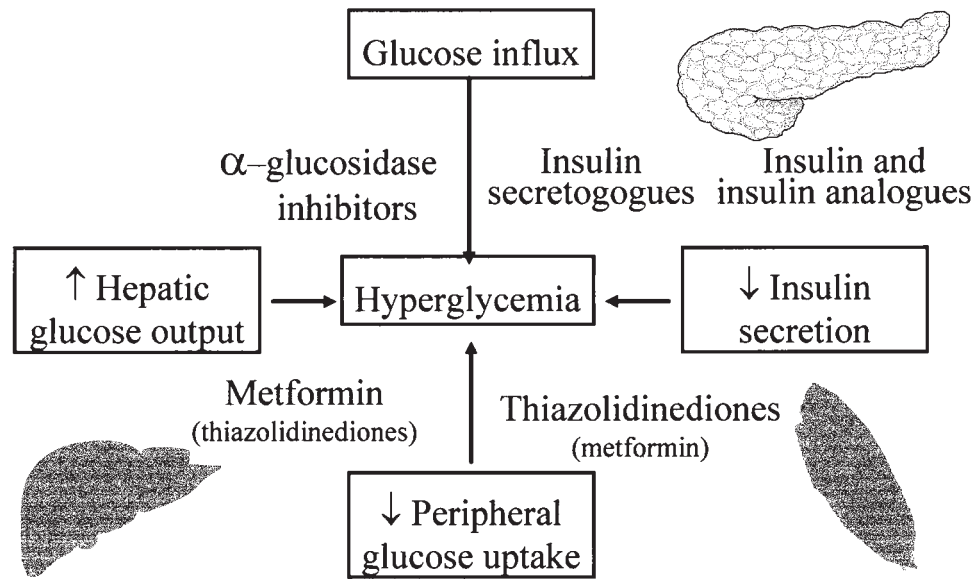 Glucose influx
α–glucosidase
inhibitors
Insulin
secretogogues
Insulin and
insulin analogues
↑ Hepatic
glucose output
Hyperglycemia
↓ Insulin
secretion
Metformin
(thiazolidinediones)
Thiazolidinediones
(metformin)
↓ Peripheral
glucose uptake